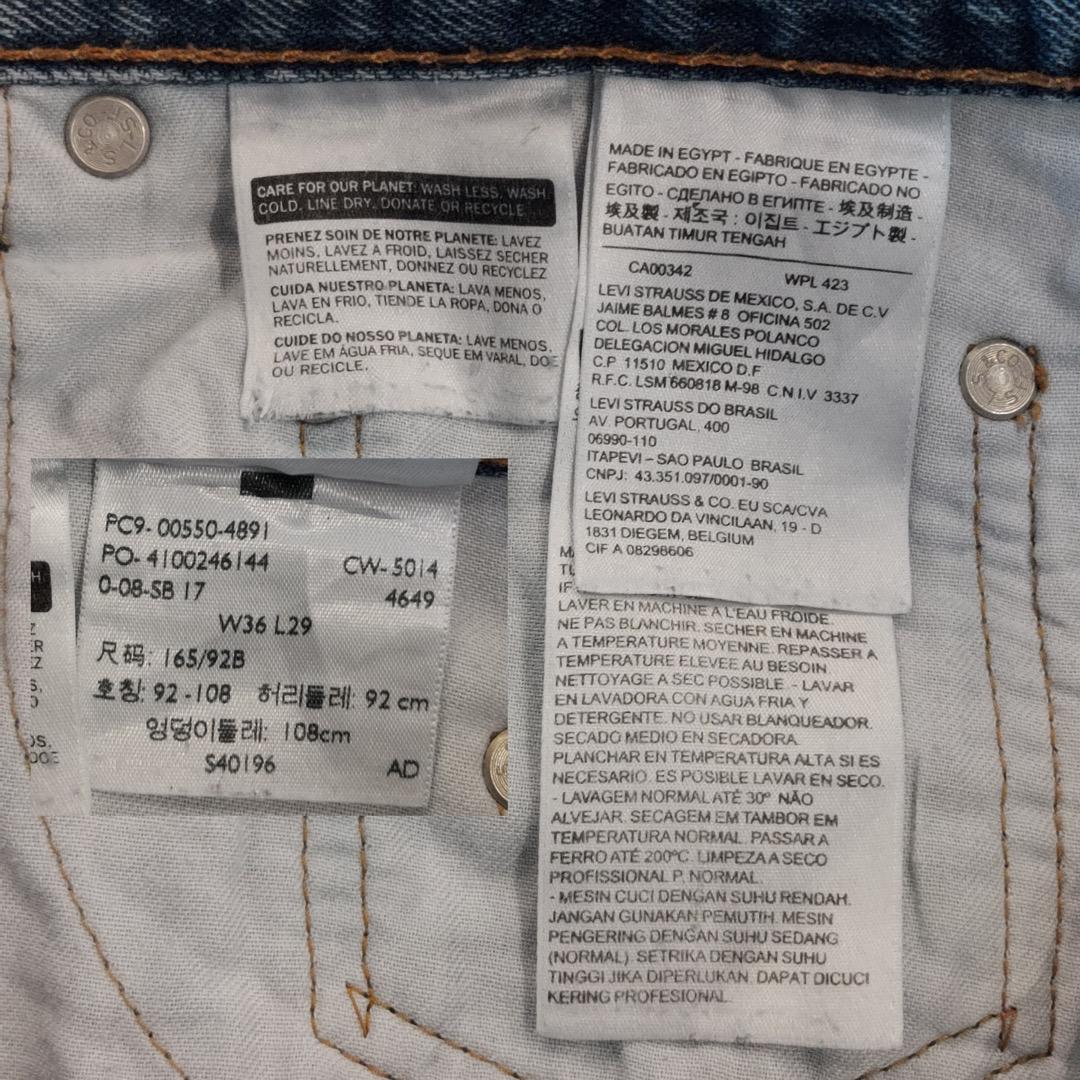 CARE FOR OUR PLANET: WASH LESS, WASH
COLD, LINE DRY, DONATE OR RECYCLE
PRENEZ SOIN DE NOTRE PLANETE: LAVEZ
MOINS, LAVEZ A FROID, LAISSEZ SECHER
NATURELLEMENT, DONNEZ OU RECYCLEZ
CUIDA NUESTRO PLANETA: LAVA MENOS,
LAVA EN FRIO, TIENDE LA ROPA, DONA O
RECICLA.
CUIDE DO NOSSO PLANETA: LAVE MENOS,
LAVE EM ÁGUA FRIA, SEQUE EM VARAL, DOE
OU RECICLE.
MADE IN EGYPT - FABRIQUE EN EGYPTE -
FABRICADO EN EGIPTO - FABRICADO NO
EGITO - СДЕЛАНО В ЕГИПТЕ - 埃及制造 -
埃及製 - 제조국 : 이집트 - エジプト製 -
BUATAN TIMUR TENGAH
CA00342 WPL 423
LEVI STRAUSS DE MEXICO, S.A. DE C.V
JAIME BALMES # 8 OFICINA 502
COL. LOS MORALES POLANCO
DELEGACION MIGUEL HIDALGO
C.P 11510 MEXICO D.F
R.F.C. LSM 660818 M-98 C.N.I.V 3337
LEVI STRAUSS DO BRASIL
AV. PORTUGAL, 400
06990-110
ITAPEVI – SAO PAULO BRASIL
CNPJ: 43.351.097/0001-90
LEVI STRAUSS & CO. EU SCA/CVA
LEONARDO DA VINCILAAN, 19 - D
1831 DIEGEM, BELGIUM
CIF A 08298606
LAVER EN MACHINE A L'EAU FROIDE.
NE PAS BLANCHIR. SECHER EN MACHINE
A TEMPERATURE MOYENNE. REPASSER A
TEMPERATURE ELEVEE AU BESOIN
NETTOYAGE A SEC POSSIBLE. - LAVAR
EN LAVADORA CON AGUA FRIA Y
DETERGENTE. NO USAR BLANQUEADOR.
SECADO MEDIO EN SECADORA.
PLANCHAR EN TEMPERATURA ALTA SI ES
NECESARIO. ES POSIBLE LAVAR EN SECO.
- LAVAGEM NORMAL ATÉ 30º NÃO
ALVEJAR. SECAGEM EM TAMBOR EM
TEMPERATURA NORMAL. PASSAR A
FERRO ATÉ 200°C. LIMPEZA A SECO
PROFISSIONAL P. NORMAL.
- MESIN CUCI DENGAN SUHU RENDAH.
JANGAN GUNAKAN PEMUTIH. MESIN
PENGERING DENGAN SUHU SEDANG
(NORMAL). SETRIKA DENGAN SUHU
TINGGI JIKA DIPERLUKAN. DAPAT DICUCI
KERING PROFESIONAL.
PC9-00550-4891
PO-4100246144 CW-5014
0-08-SB 17 4649
W36 L29
尺码: 165/92B
호칭: 92 -108 허리둘레: 92 cm
엉덩이둘레: 108cm
S40196 AD